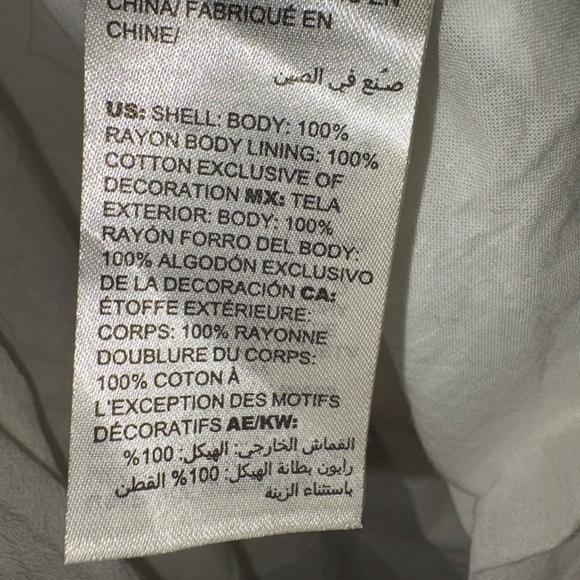 CHINA/ FABRIQUÉ EN
CHINE/
صنع في الصين
US: SHELL: BODY: 100%
RAYON BODY LINING: 100%
COTTON EXCLUSIVE OF
DECORATION MX: TELA
EXTERIOR: BODY: 100%
RAYÓN FORRO DEL BODY:
100% ALGODÓN EXCLUSIVO
DE LA DECORACIÓN CA:
ÉTOFFE EXTÉRIEURE:
CORPS: 100% RAYONNE
DOUBLURE DU CORPS:
100% COTON À
L'EXCEPTION DES MOTIFS
DÉCORATIFS AE/KW:
القماش الخارجي: الهيكل: 100%
رايون بطانة الهيكل: 100% القطن
باستثناء الزينة